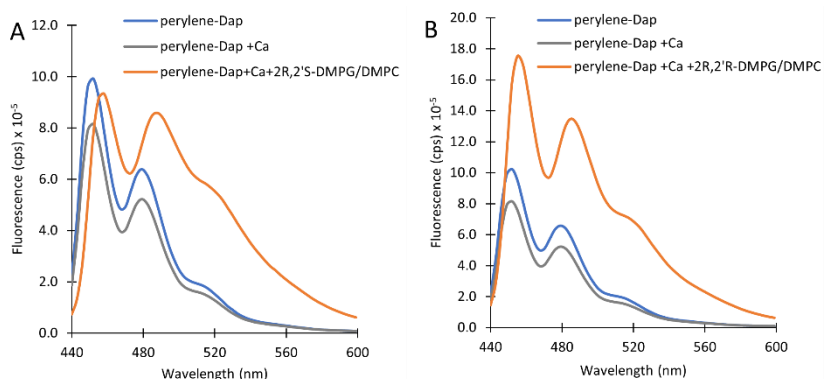 A
perylene-Dap
perylene-Dap +Ca
perylene-Dap+Ca+2R,2'S-DMPG/DMPC
12.0
10.0
8.0
6.0
4.0
2.0
0.0
Fluorescence (cps) x 10⁻⁵
440 480 520 560 600
Wavelength (nm)
B
perylene-Dap
perylene-Dap +Ca
perylene-Dap +Ca +2R,2'R-DMPG/DMPC
20.0
18.0
16.0
14.0
12.0
10.0
8.0
6.0
4.0
2.0
0.0
Fluorescence (cps) x 10⁻⁵
440 480 520 560 600
Wavelength (nm)